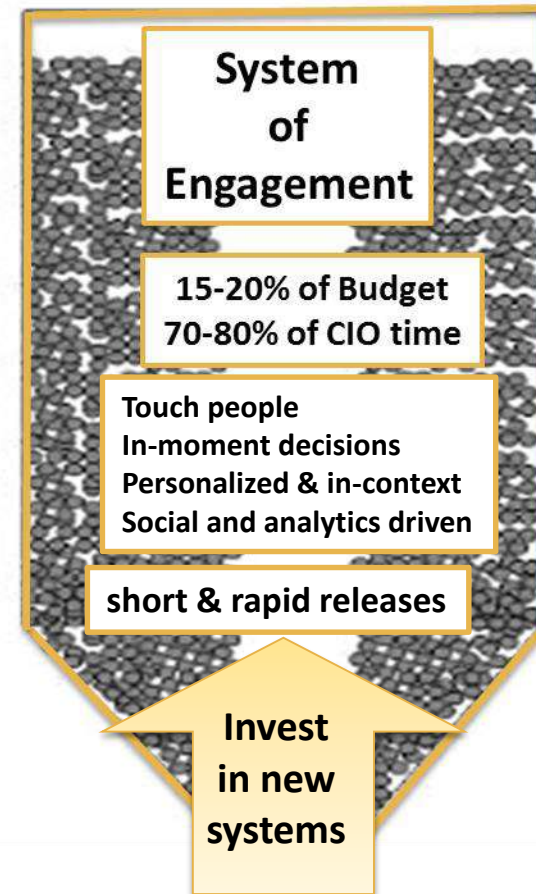 System
of
Engagement
15-20% of Budget
70-80% of CIO time
Touch people
In-moment decisions
Personalized & in-context
Social and analytics driven
short & rapid releases
Invest
in new
systems